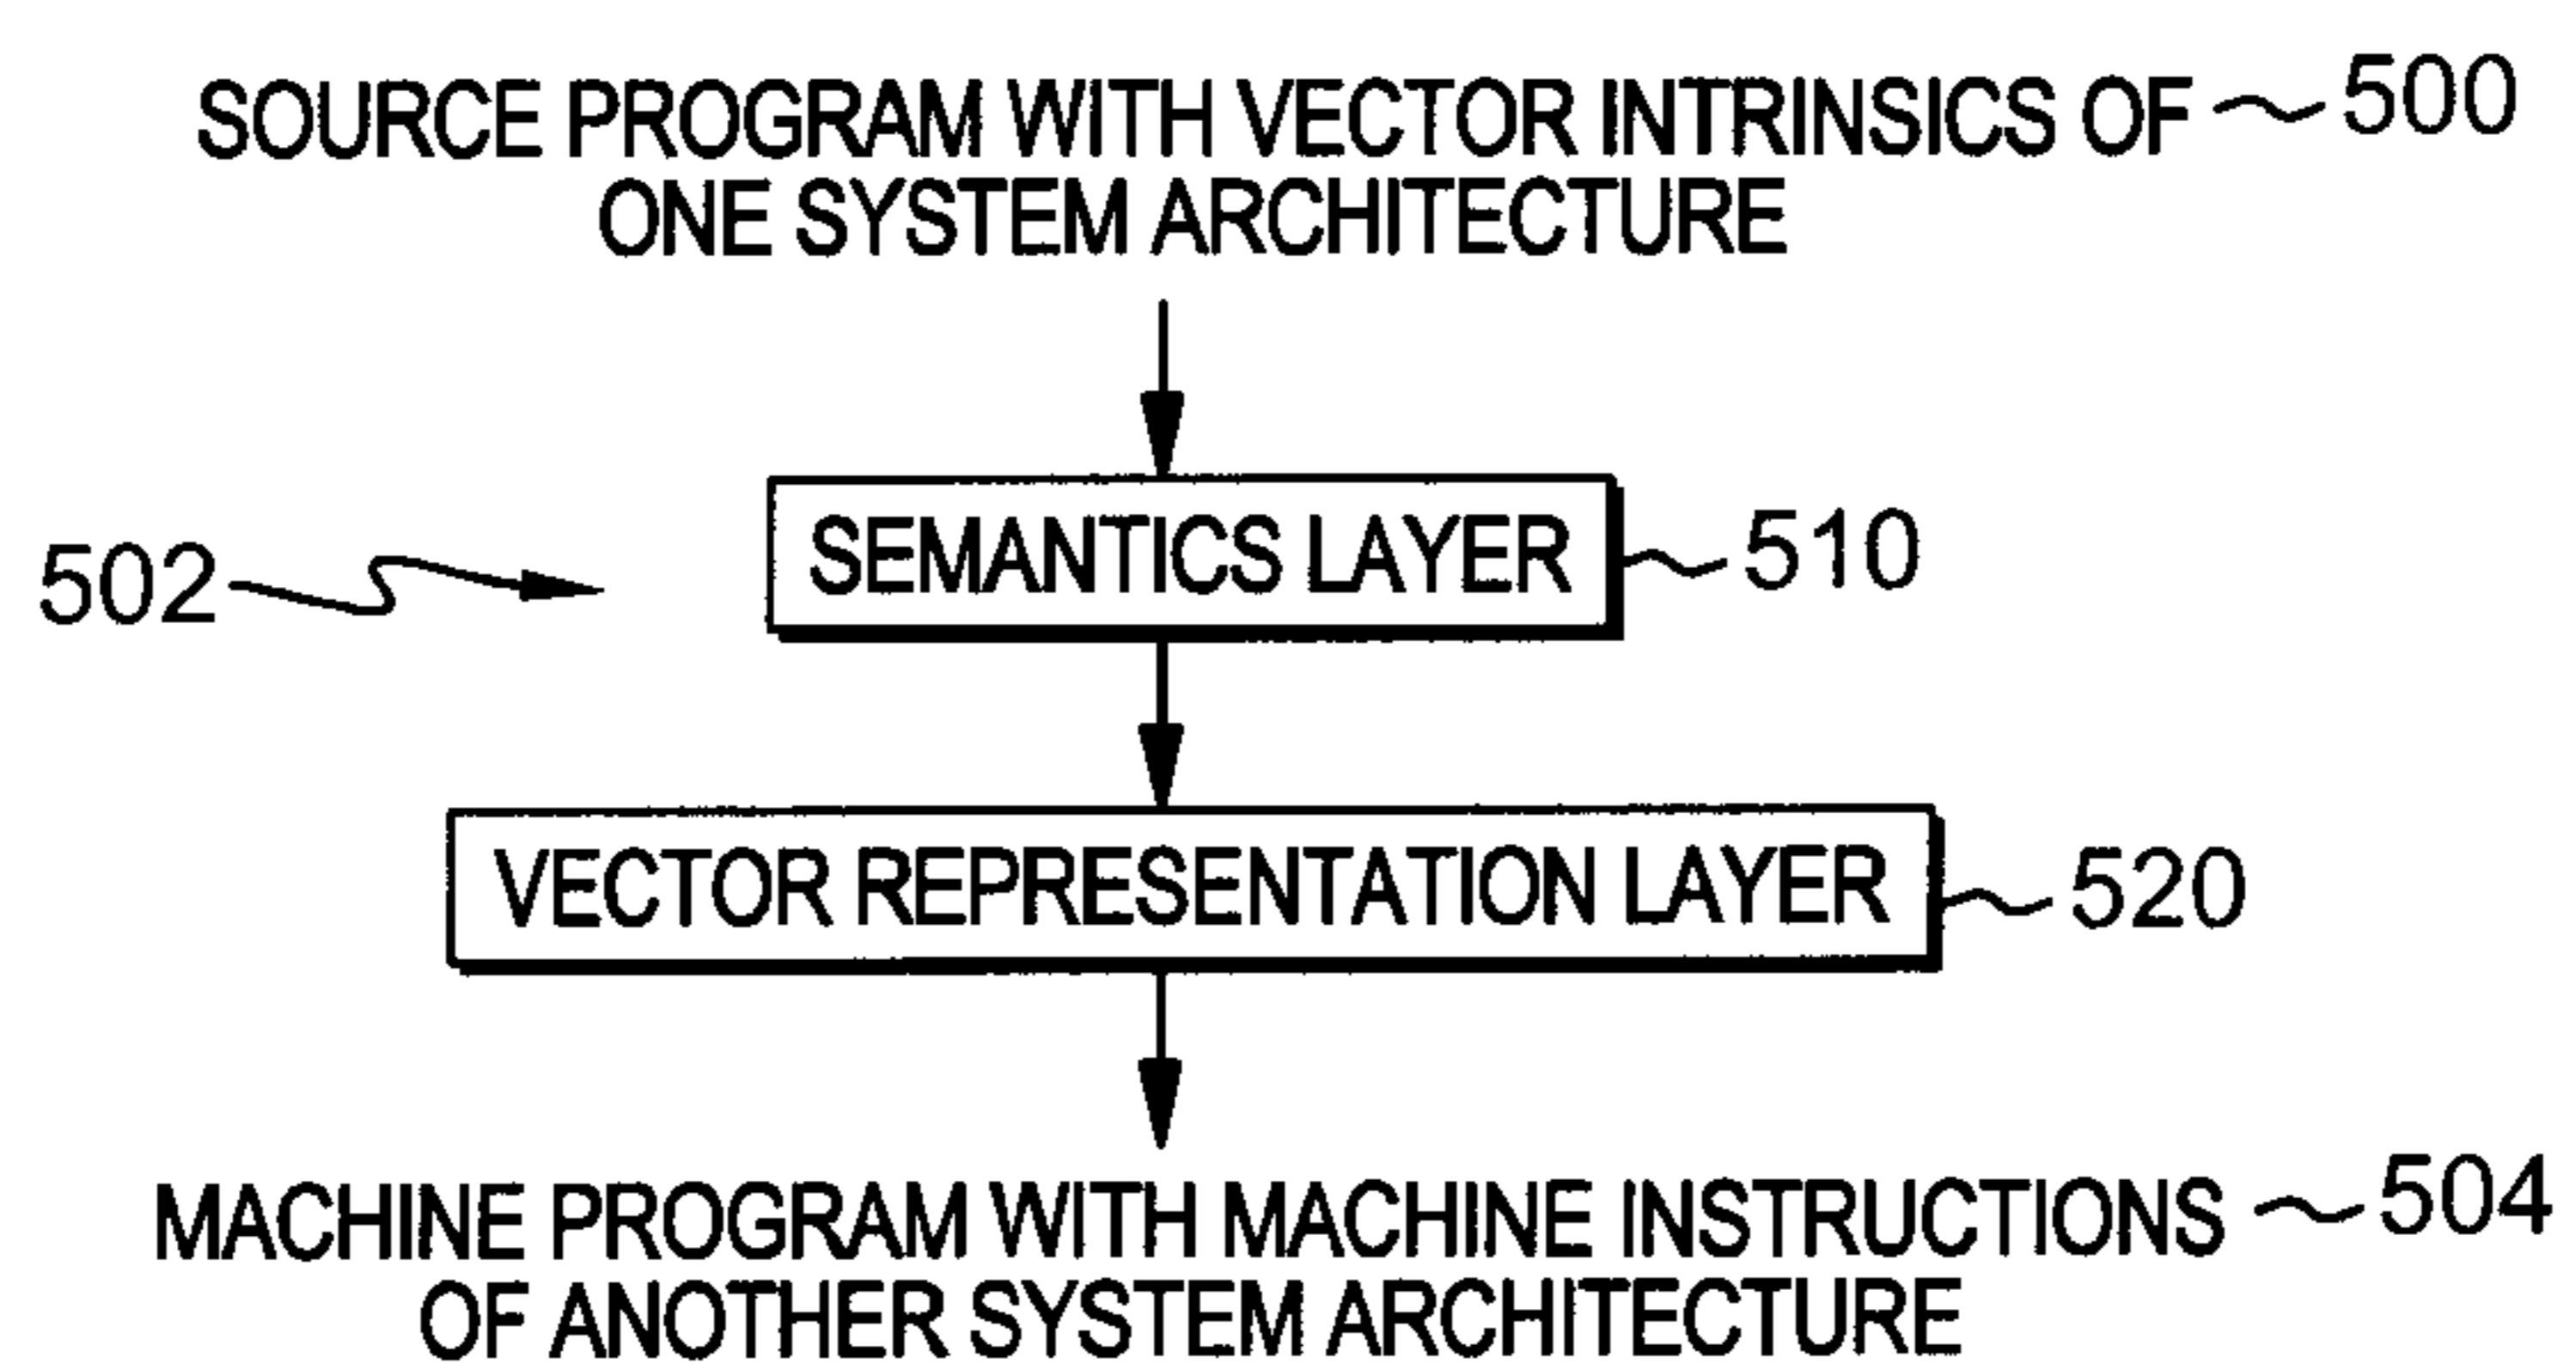 SOURCE PROGRAM WITH VECTOR INTRINSICS OF 500
ONE SYSTEM ARCHITECTURE
502
SEMANTICS LAYER 510
VECTOR REPRESENTATION LAYER 520
MACHINE PROGRAM WITH MACHINE INSTRUCTIONS 504
OF ANOTHER SYSTEM ARCHITECTURE